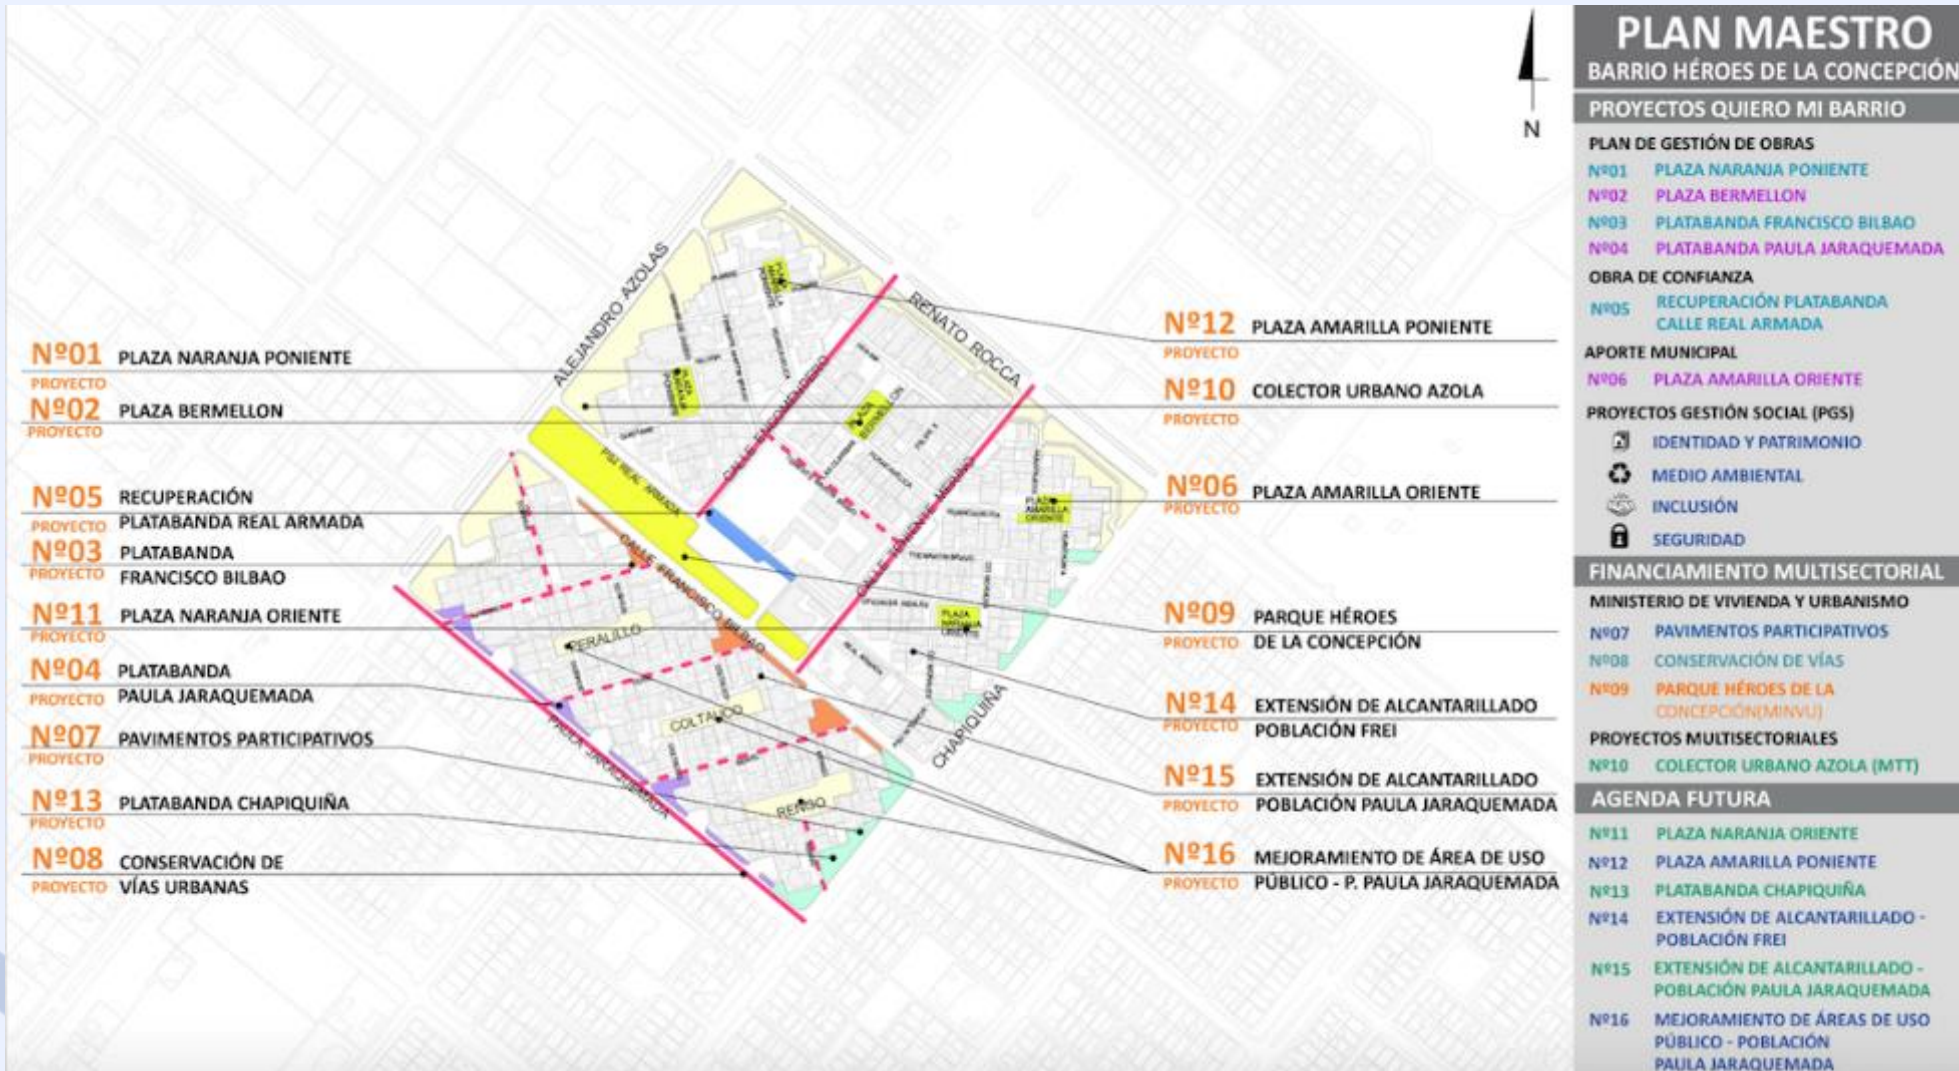 Nº01 PLAZA NARANJA PONIENTE
PROYECTO
Nº02 PLAZA BERMELLON
PROYECTO
Nº05 RECUPERACIÓN
PROYECTO PLATABANDA REAL ARMADA
Nº03 PLATABANDA
PROYECTO FRANCISCO BILBAO
Nº11 PLAZA NARANJA ORIENTE
PROYECTO
Nº04 PLATABANDA
PROYECTO PAULA JARAQUEMADA
Nº07 PAVIMENTOS PARTICIPATIVOS
PROYECTO
Nº13 PLATABANDA CHAPIQUIÑA
PROYECTO
Nº08 CONSERVACIÓN DE
PROYECTO VÍAS URBANAS
ALEJANDRO AZOLAS
RENATO ROCCA
CALLE FRANCISCO BILBAO
PLAZA
BERMELLON
PLAZA
AMARILLA
ORIENTE
PLAZA
NARANJA
ORIENTE
PERALILLO
COLTAUCO
RENGO
PAULA JARAQUEMADA
CHAPIQUIÑA
N
Nº12 PLAZA AMARILLA PONIENTE
PROYECTO
Nº10 COLECTOR URBANO AZOLA
PROYECTO
Nº06 PLAZA AMARILLA ORIENTE
PROYECTO
Nº09 PARQUE HÉROES
PROYECTO DE LA CONCEPCIÓN
Nº14 EXTENSIÓN DE ALCANTARILLADO
PROYECTO POBLACIÓN FREI
Nº15 EXTENSIÓN DE ALCANTARILLADO
PROYECTO POBLACIÓN PAULA JARAQUEMADA
Nº16 MEJORAMIENTO DE ÁREA DE USO
PROYECTO PÚBLICO - P. PAULA JARAQUEMADA
PLAN MAESTRO
BARRIO HÉROES DE LA CONCEPCIÓN
PROYECTOS QUIERO MI BARRIO
PLAN DE GESTIÓN DE OBRAS
Nº01 PLAZA NARANJA PONIENTE
Nº02 PLAZA BERMELLON
Nº03 PLATABANDA FRANCISCO BILBAO
Nº04 PLATABANDA PAULA JARAQUEMADA
OBRA DE CONFIANZA
Nº05 RECUPERACIÓN PLATABANDA
CALLE REAL ARMADA
APORTE MUNICIPAL
Nº06 PLAZA AMARILLA ORIENTE
PROYECTOS GESTIÓN SOCIAL (PGS)
IDENTIDAD Y PATRIMONIO
MEDIO AMBIENTAL
INCLUSIÓN
SEGURIDAD
FINANCIAMIENTO MULTISECTORIAL
MINISTERIO DE VIVIENDA Y URBANISMO
Nº07 PAVIMENTOS PARTICIPATIVOS
Nº08 CONSERVACIÓN DE VÍAS
Nº09 PARQUE HÉROES DE LA
CONCEPCIÓN(MINVU)
PROYECTOS MULTISECTORIALES
Nº10 COLECTOR URBANO AZOLA (MTT)
AGENDA FUTURA
Nº11 PLAZA NARANJA ORIENTE
Nº12 PLAZA AMARILLA PONIENTE
Nº13 PLATABANDA CHAPIQUIÑA
Nº14 EXTENSIÓN DE ALCANTARILLADO -
POBLACIÓN FREI
Nº15 EXTENSIÓN DE ALCANTARILLADO -
POBLACIÓN PAULA JARAQUEMADA
Nº16 MEJORAMIENTO DE ÁREAS DE USO
PÚBLICO - POBLACIÓN
PAULA JARAQUEMADA